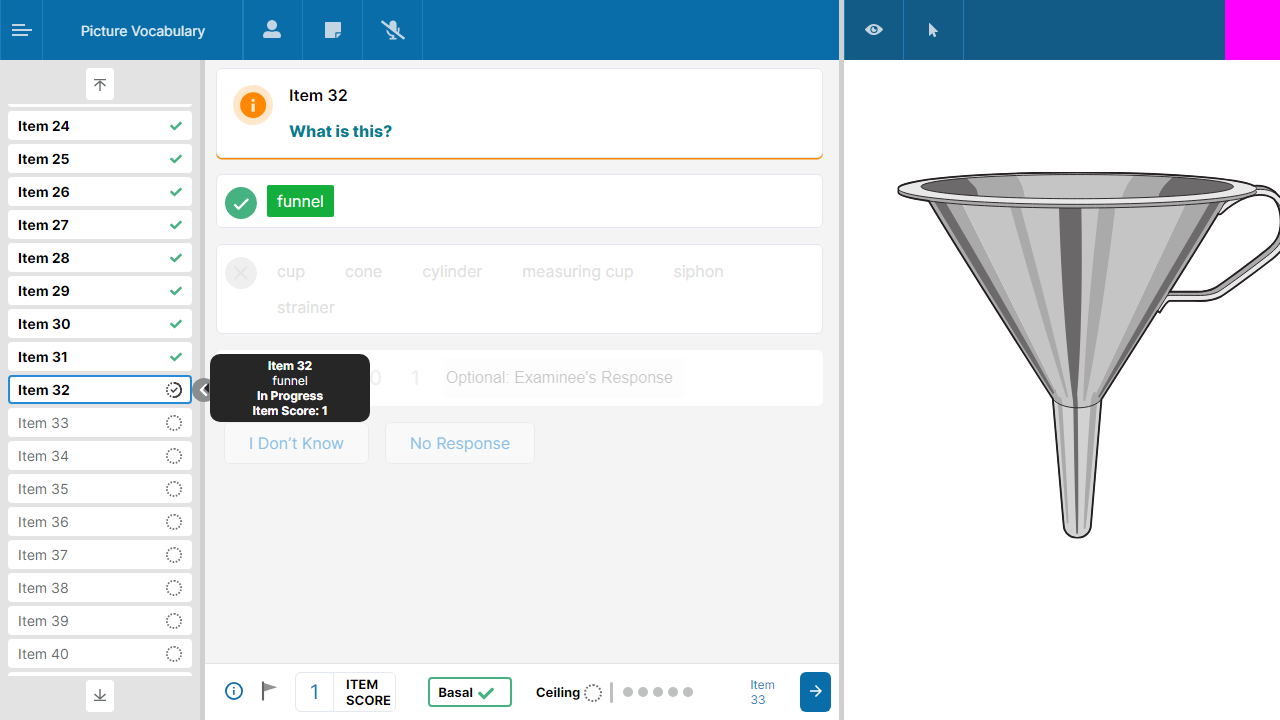 Picture Vocabulary
Item 24
Item 25
Item 26
Item 27
Item 28
Item 29
Item 30
Item 31
Item 32
Item 33
Item 34
Item 35
Item 36
Item 37
Item 38
Item 39
Item 40
Item 32
What is this?
funnel
cup cone cylinder measuring cup siphon
strainer
Item 32
funnel
In Progress
Item Score: 1
0 1 Optional: Examinee's Response
I Don't Know No Response
1 ITEM SCORE
Basal
Ceiling
Item 33